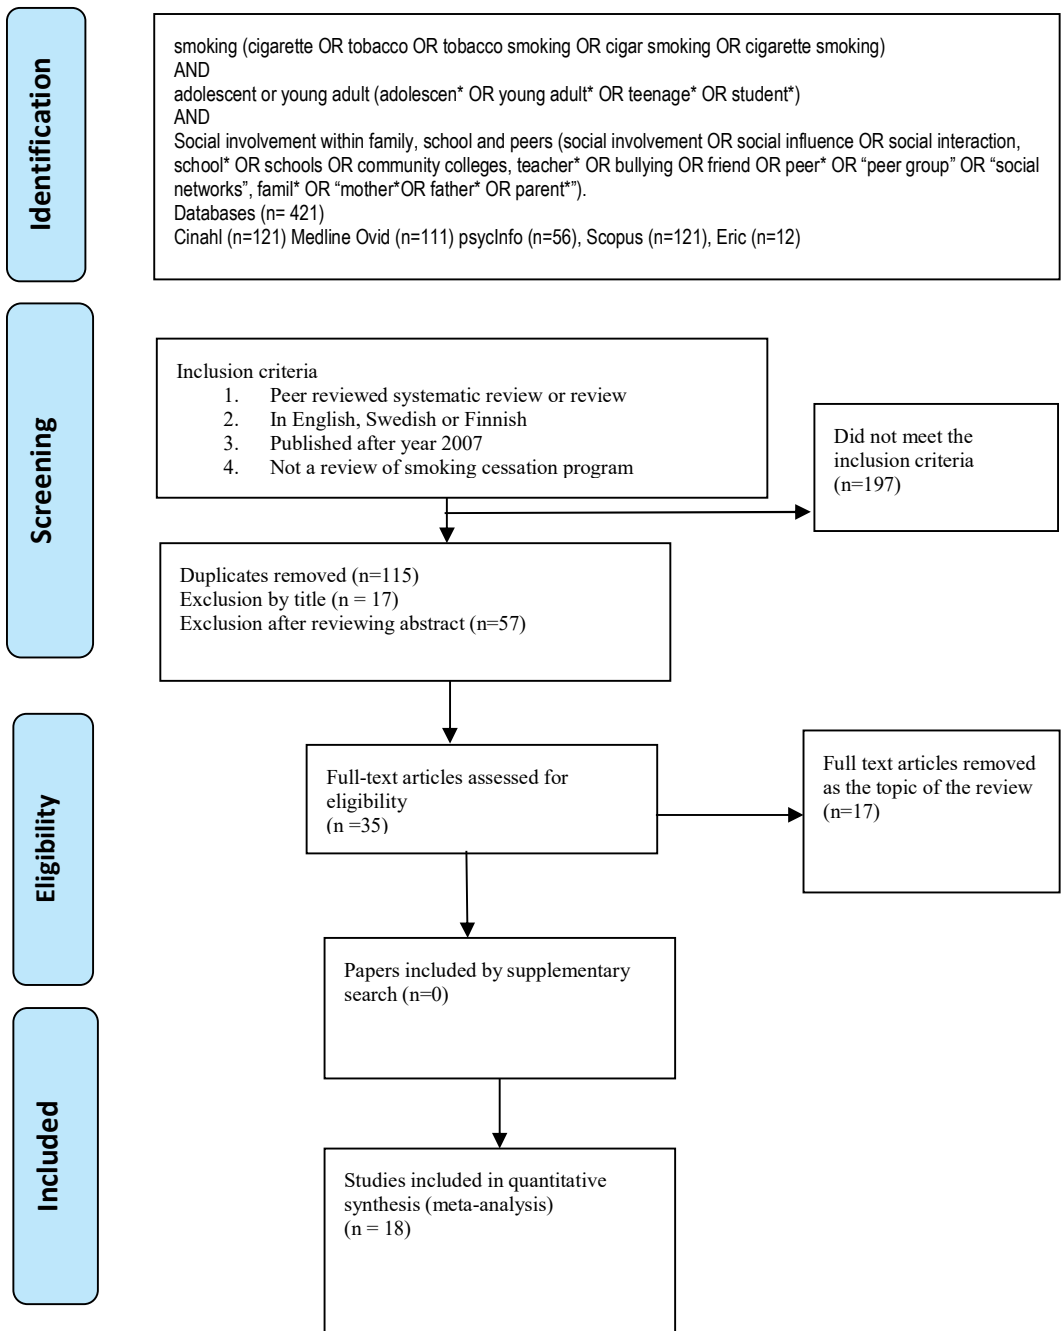 Identification
smoking (cigarette OR tobacco OR tobacco smoking OR cigar smoking OR cigarette smoking)
AND
adolescent or young adult (adolescen* OR young adult* OR teenage* OR student*)
AND
Social involvement within family, school and peers (social involvement OR social influence OR social interaction,
school* OR schools OR community colleges, teacher* OR bullying OR friend OR peer* OR “peer group” OR “social
networks”, famil* OR “mother*OR father* OR parent*”).
Databases (n= 421)
Cinahl (n=121) Medline Ovid (n=111) psycInfo (n=56), Scopus (n=121), Eric (n=12)
Screening
Inclusion criteria
1. Peer reviewed systematic review or review
2. In English, Swedish or Finnish
3. Published after year 2007
4. Not a review of smoking cessation program
Did not meet the
inclusion criteria
(n=197)
Duplicates removed (n=115)
Exclusion by title (n = 17)
Exclusion after reviewing abstract (n=57)
Eligibility
Full-text articles assessed for
eligibility
(n =35)
Full text articles removed
as the topic of the review
(n=17)
Papers included by supplementary
search (n=0)
Included
Studies included in quantitative
synthesis (meta-analysis)
(n = 18)